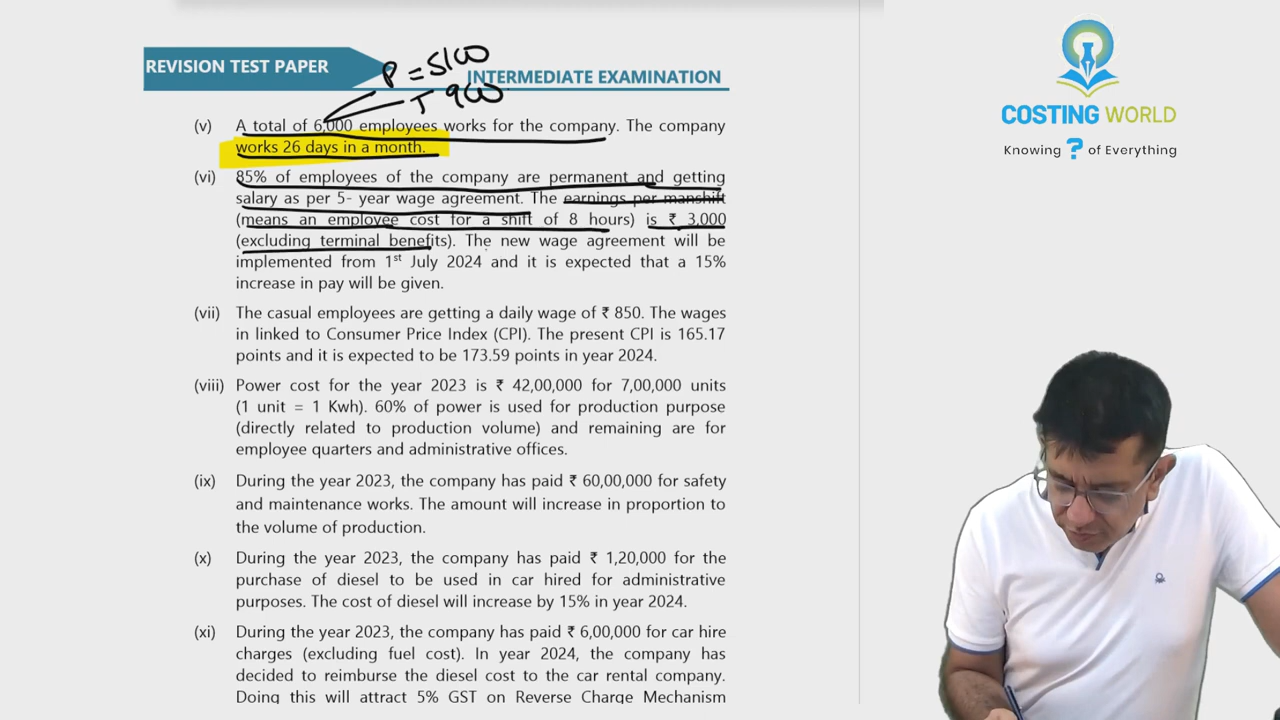 REVISION TEST PAPER
P = 5100
INTERMEDIATE EXAMINATION
T 900
(v) A total of 6,000 employees works for the company. The company
works 26 days in a month.
(vi) 85% of employees of the company are permanent and getting
salary as per 5- year wage agreement. The earnings per manshift
(means an employee cost for a shift of 8 hours) is ₹ 3,000
(excluding terminal benefits). The new wage agreement will be
implemented from 1st July 2024 and it is expected that a 15%
increase in pay will be given.
(vii) The casual employees are getting a daily wage of ₹ 850. The wages
in linked to Consumer Price Index (CPI). The present CPI is 165.17
points and it is expected to be 173.59 points in year 2024.
(viii) Power cost for the year 2023 is ₹ 42,00,000 for 7,00,000 units
(1 unit = 1 Kwh). 60% of power is used for production purpose
(directly related to production volume) and remaining are for
employee quarters and administrative offices.
(ix) During the year 2023, the company has paid ₹ 60,00,000 for safety
and maintenance works. The amount will increase in proportion to
the volume of production.
(x) During the year 2023, the company has paid ₹ 1,20,000 for the
purchase of diesel to be used in car hired for administrative
purposes. The cost of diesel will increase by 15% in year 2024.
(xi) During the year 2023, the company has paid ₹ 6,00,000 for car hire
charges (excluding fuel cost). In year 2024, the company has
decided to reimburse the diesel cost to the car rental company.
Doing this will attract 5% GST on Reverse Charge Mechanism
COSTING WORLD
Knowing ? of Everything